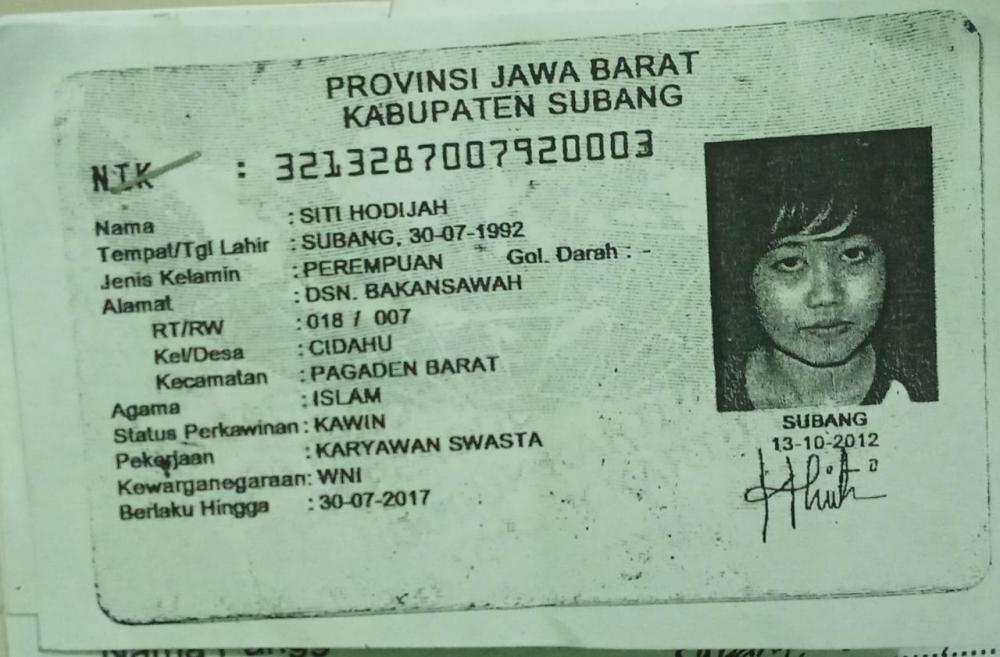 PROVINSI JAWA BARAT
KABUPATEN SUBANG
NIK : 3213287007920003
Nama : SITI HODIJAH
Tempat/Tgl Lahir : SUBANG, 30-07-1992
Jenis Kelamin : PEREMPUAN Gol. Darah : -
Alamat : DSN. BAKANSAWAH
RT/RW : 018 / 007
Kel/Desa : CIDAHU
Kecamatan : PAGADEN BARAT
Agama : ISLAM
Status Perkawinan : KAWIN
Pekerjaan : KARYAWAN SWASTA
Kewarganegaraan : WNI
Berlaku Hingga : 30-07-2017
SUBANG
13-10-2012